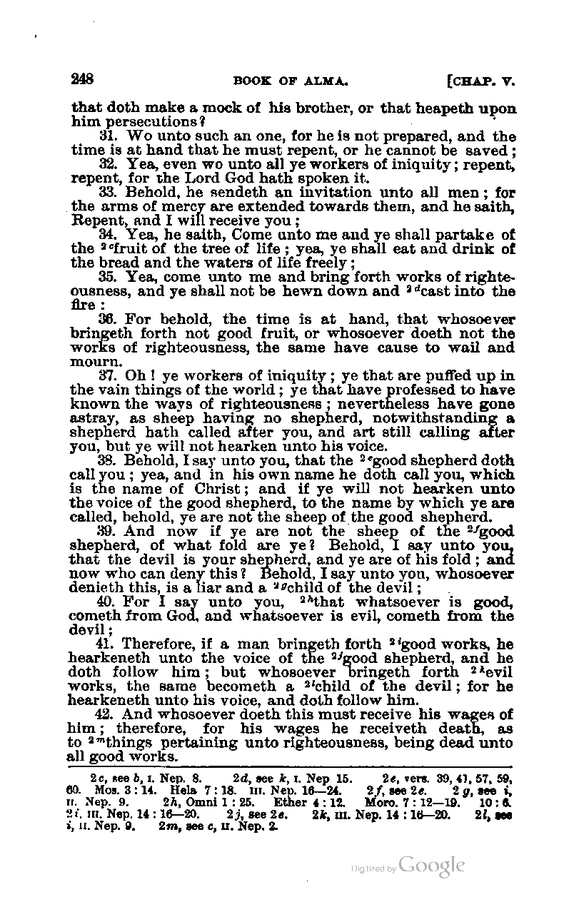 248 BOOK OF ALMA. [CHAP. V.
that doth make a mock of his brother, or that heapeth upon
him persecutions?
31. Wo unto such an one, for he is not prepared, and the
time is at hand that he must repent, or he cannot be saved;
32. Yea, even wo unto all ye workers of iniquity; repent,
repent, for the Lord God hath spoken it.
33. Behold, he sendeth an invitation unto all men; for
the arms of mercy are extended towards them, and he saith,
Repent, and I will receive you;
34. Yea, he saith, Come unto me and ye shall partake of
the 2cfruit of the tree of life; yea, ye shall eat and drink of
the bread and the waters of life freely;
35. Yea, come unto me and bring forth works of righte-
ousness, and ye shall not be hewn down and 2dcast into the
fire:
36. For behold, the time is at hand, that whosoever
bringeth forth not good fruit, or whosoever doeth not the
works of righteousness, the same have cause to wail and
mourn.
37. Oh! ye workers of iniquity; ye that are puffed up in
the vain things of the world; ye that have professed to have
known the ways of righteousness; nevertheless have gone
astray, as sheep having no shepherd, notwithstanding a
shepherd hath called after you, and art still calling after
you, but ye will not hearken unto his voice.
38. Behold, I say unto you, that the 2egood shepherd doth
call you; yea, and in his own name he doth call you, which
is the name of Christ; and if ye will not hearken unto
the voice of the good shepherd, to the name by which ye are
called, behold, ye are not the sheep of the good shepherd.
39. And now if ye are not the sheep of the 2fgood
shepherd, of what fold are ye? Behold, I say unto you,
that the devil is your shepherd, and ye are of his fold; and
now who can deny this? Behold, I say unto you, whosoever
denieth this, is a liar and a 2gchild of the devil;
40. For I say unto you, 2hthat whatsoever is good,
cometh from God, and whatsoever is evil, cometh from the
devil;
41. Therefore, if a man bringeth forth 2igood works, he
hearkeneth unto the voice of the 2jgood shepherd, and he
doth follow him; but whosoever bringeth forth 2kevil
works, the same becometh a 2lchild of the devil; for he
hearkeneth unto his voice, and doth follow him.
42. And whosoever doeth this must receive his wages of
him; therefore, for his wages he receiveth death, as
to 2mthings pertaining unto righteousness, being dead unto
all good works.
2c, see b, I. Nep. 8. 2d, see k, I. Nep 15. 2e, vers. 39, 41, 57, 59,
60. Mos. 3:14. Hela 7:18. III. Nep. 16—24. 2f, see 2e. 2g, see i,
II. Nep. 9. 2h, Omni 1:25. Ether 4:12. Moro. 7:12—19. 10:6.
2i, III. Nep. 14:16—20. 2j, see 2e. 2k, III. Nep. 14:16—20. 2l, see
i, II. Nep. 9. 2m, see c, II. Nep. 2.
Digitized by Google